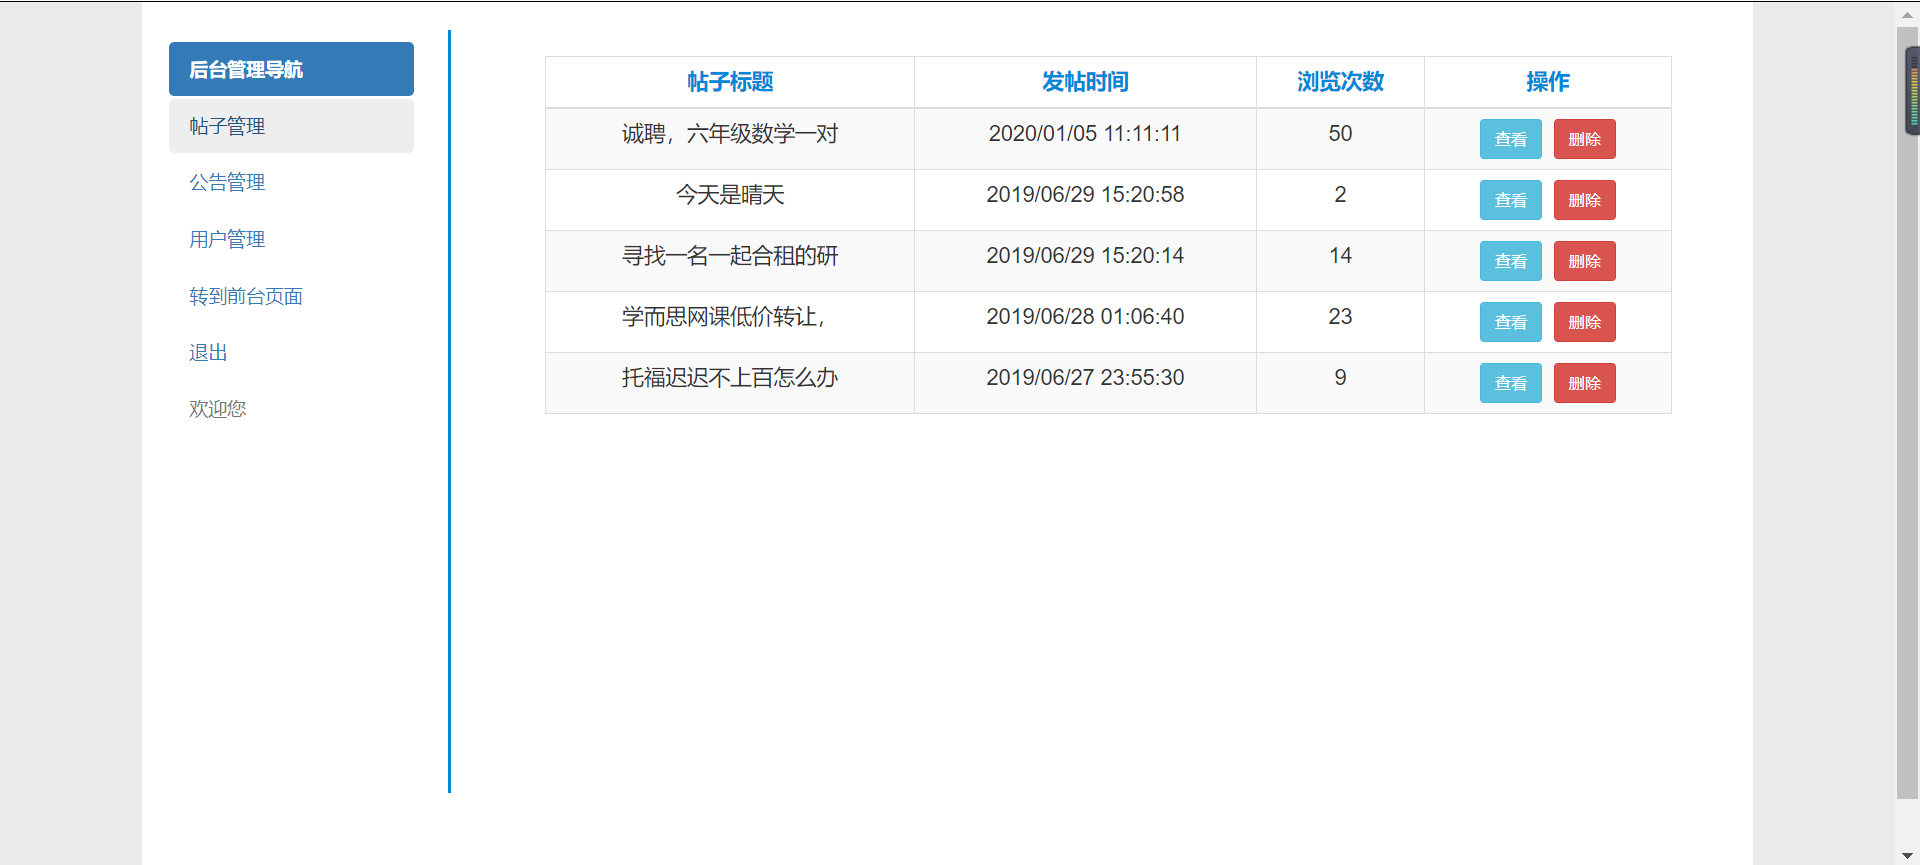 后台管理导航
帖子管理
公告管理
用户管理
转到前台页面
退出
欢迎您
帖子标题 发帖时间 浏览次数 操作
诚聘，六年级数学一对 2020/01/05 11:11:11 50 查看 删除
今天是晴天 2019/06/29 15:20:58 2 查看 删除
寻找一名一起合租的研 2019/06/29 15:20:14 14 查看 删除
学而思网课低价转让， 2019/06/28 01:06:40 23 查看 删除
托福迟迟不上百怎么办 2019/06/27 23:55:30 9 查看 删除